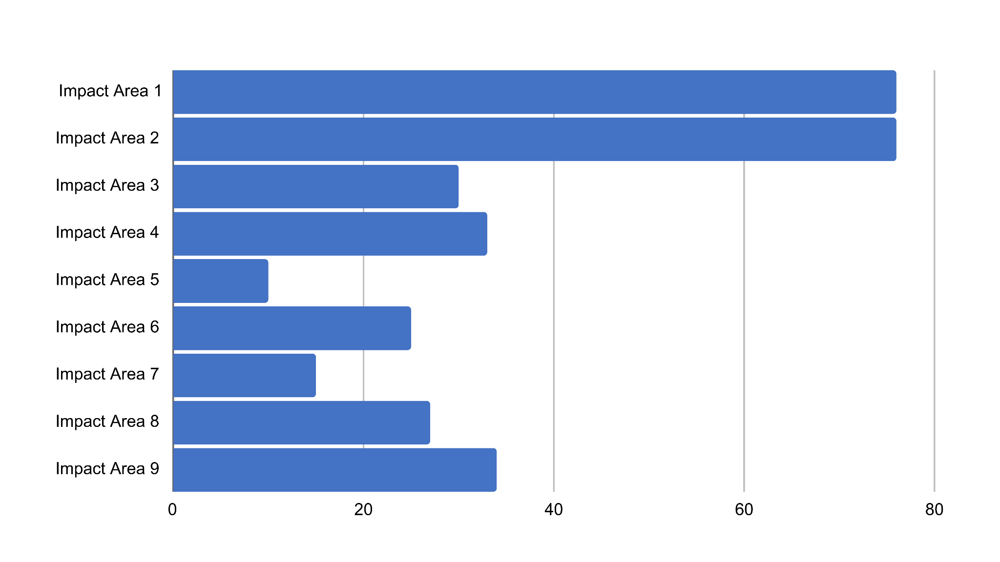 Impact Area 1
Impact Area 2
Impact Area 3
Impact Area 4
Impact Area 5
Impact Area 6
Impact Area 7
Impact Area 8
Impact Area 9
0 20 40 60 80